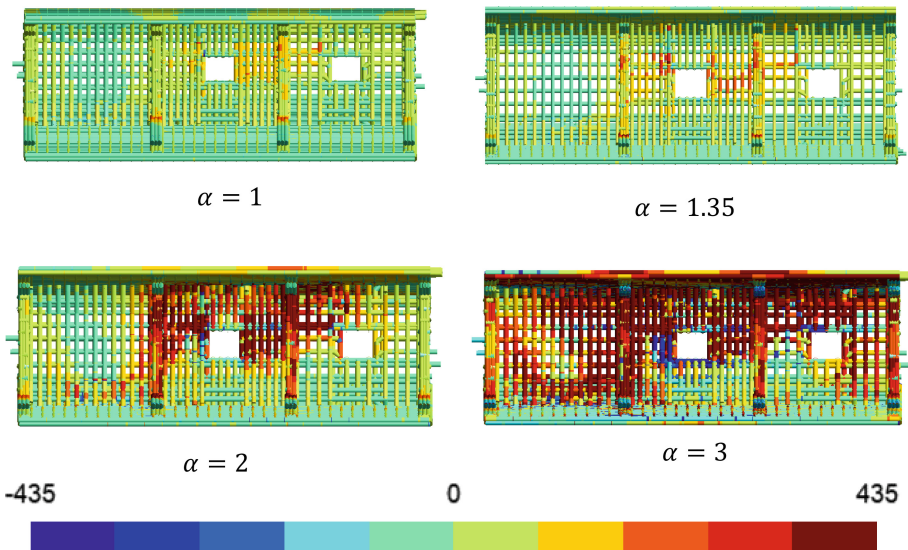 α = 1
α = 1.35
α = 2
α = 3
-435 0 435